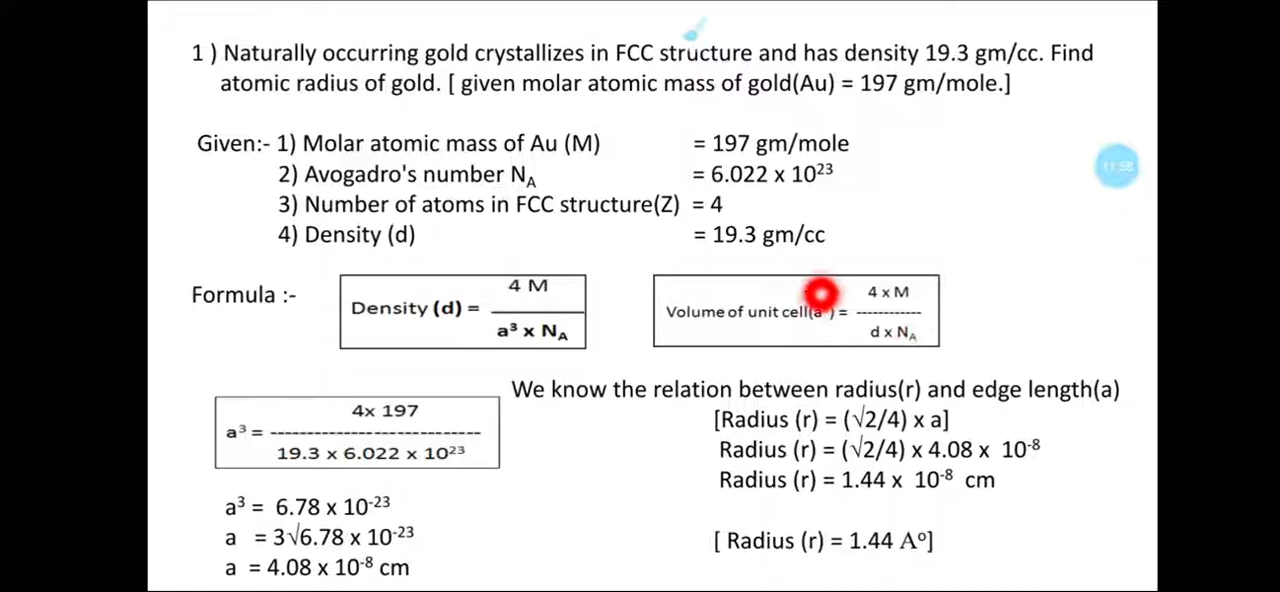 1 ) Naturally occurring gold crystallizes in FCC structure and has density 19.3 gm/cc. Find
atomic radius of gold. [ given molar atomic mass of gold(Au) = 197 gm/mole.]
11:58
Given:- 1) Molar atomic mass of Au (M) = 197 gm/mole
2) Avogadro's number Nₐ = 6.022 x 10²³
3) Number of atoms in FCC structure(Z) = 4
4) Density (d) = 19.3 gm/cc
Formula :-
Density (d) = 4 M
a³ x Nₐ
Volume of unit cell(a ) = 4 x M
------------
d x Nₐ
a³ = 4x 197
------------------------------
19.3 x 6.022 x 10²³
a³ = 6.78 x 10⁻²³
a = 3√6.78 x 10⁻²³
a = 4.08 x 10⁻⁸ cm
We know the relation between radius(r) and edge length(a)
[Radius (r) = (√2/4) x a]
Radius (r) = (√2/4) x 4.08 x 10⁻⁸
Radius (r) = 1.44 x 10⁻⁸ cm
[ Radius (r) = 1.44 Aº]